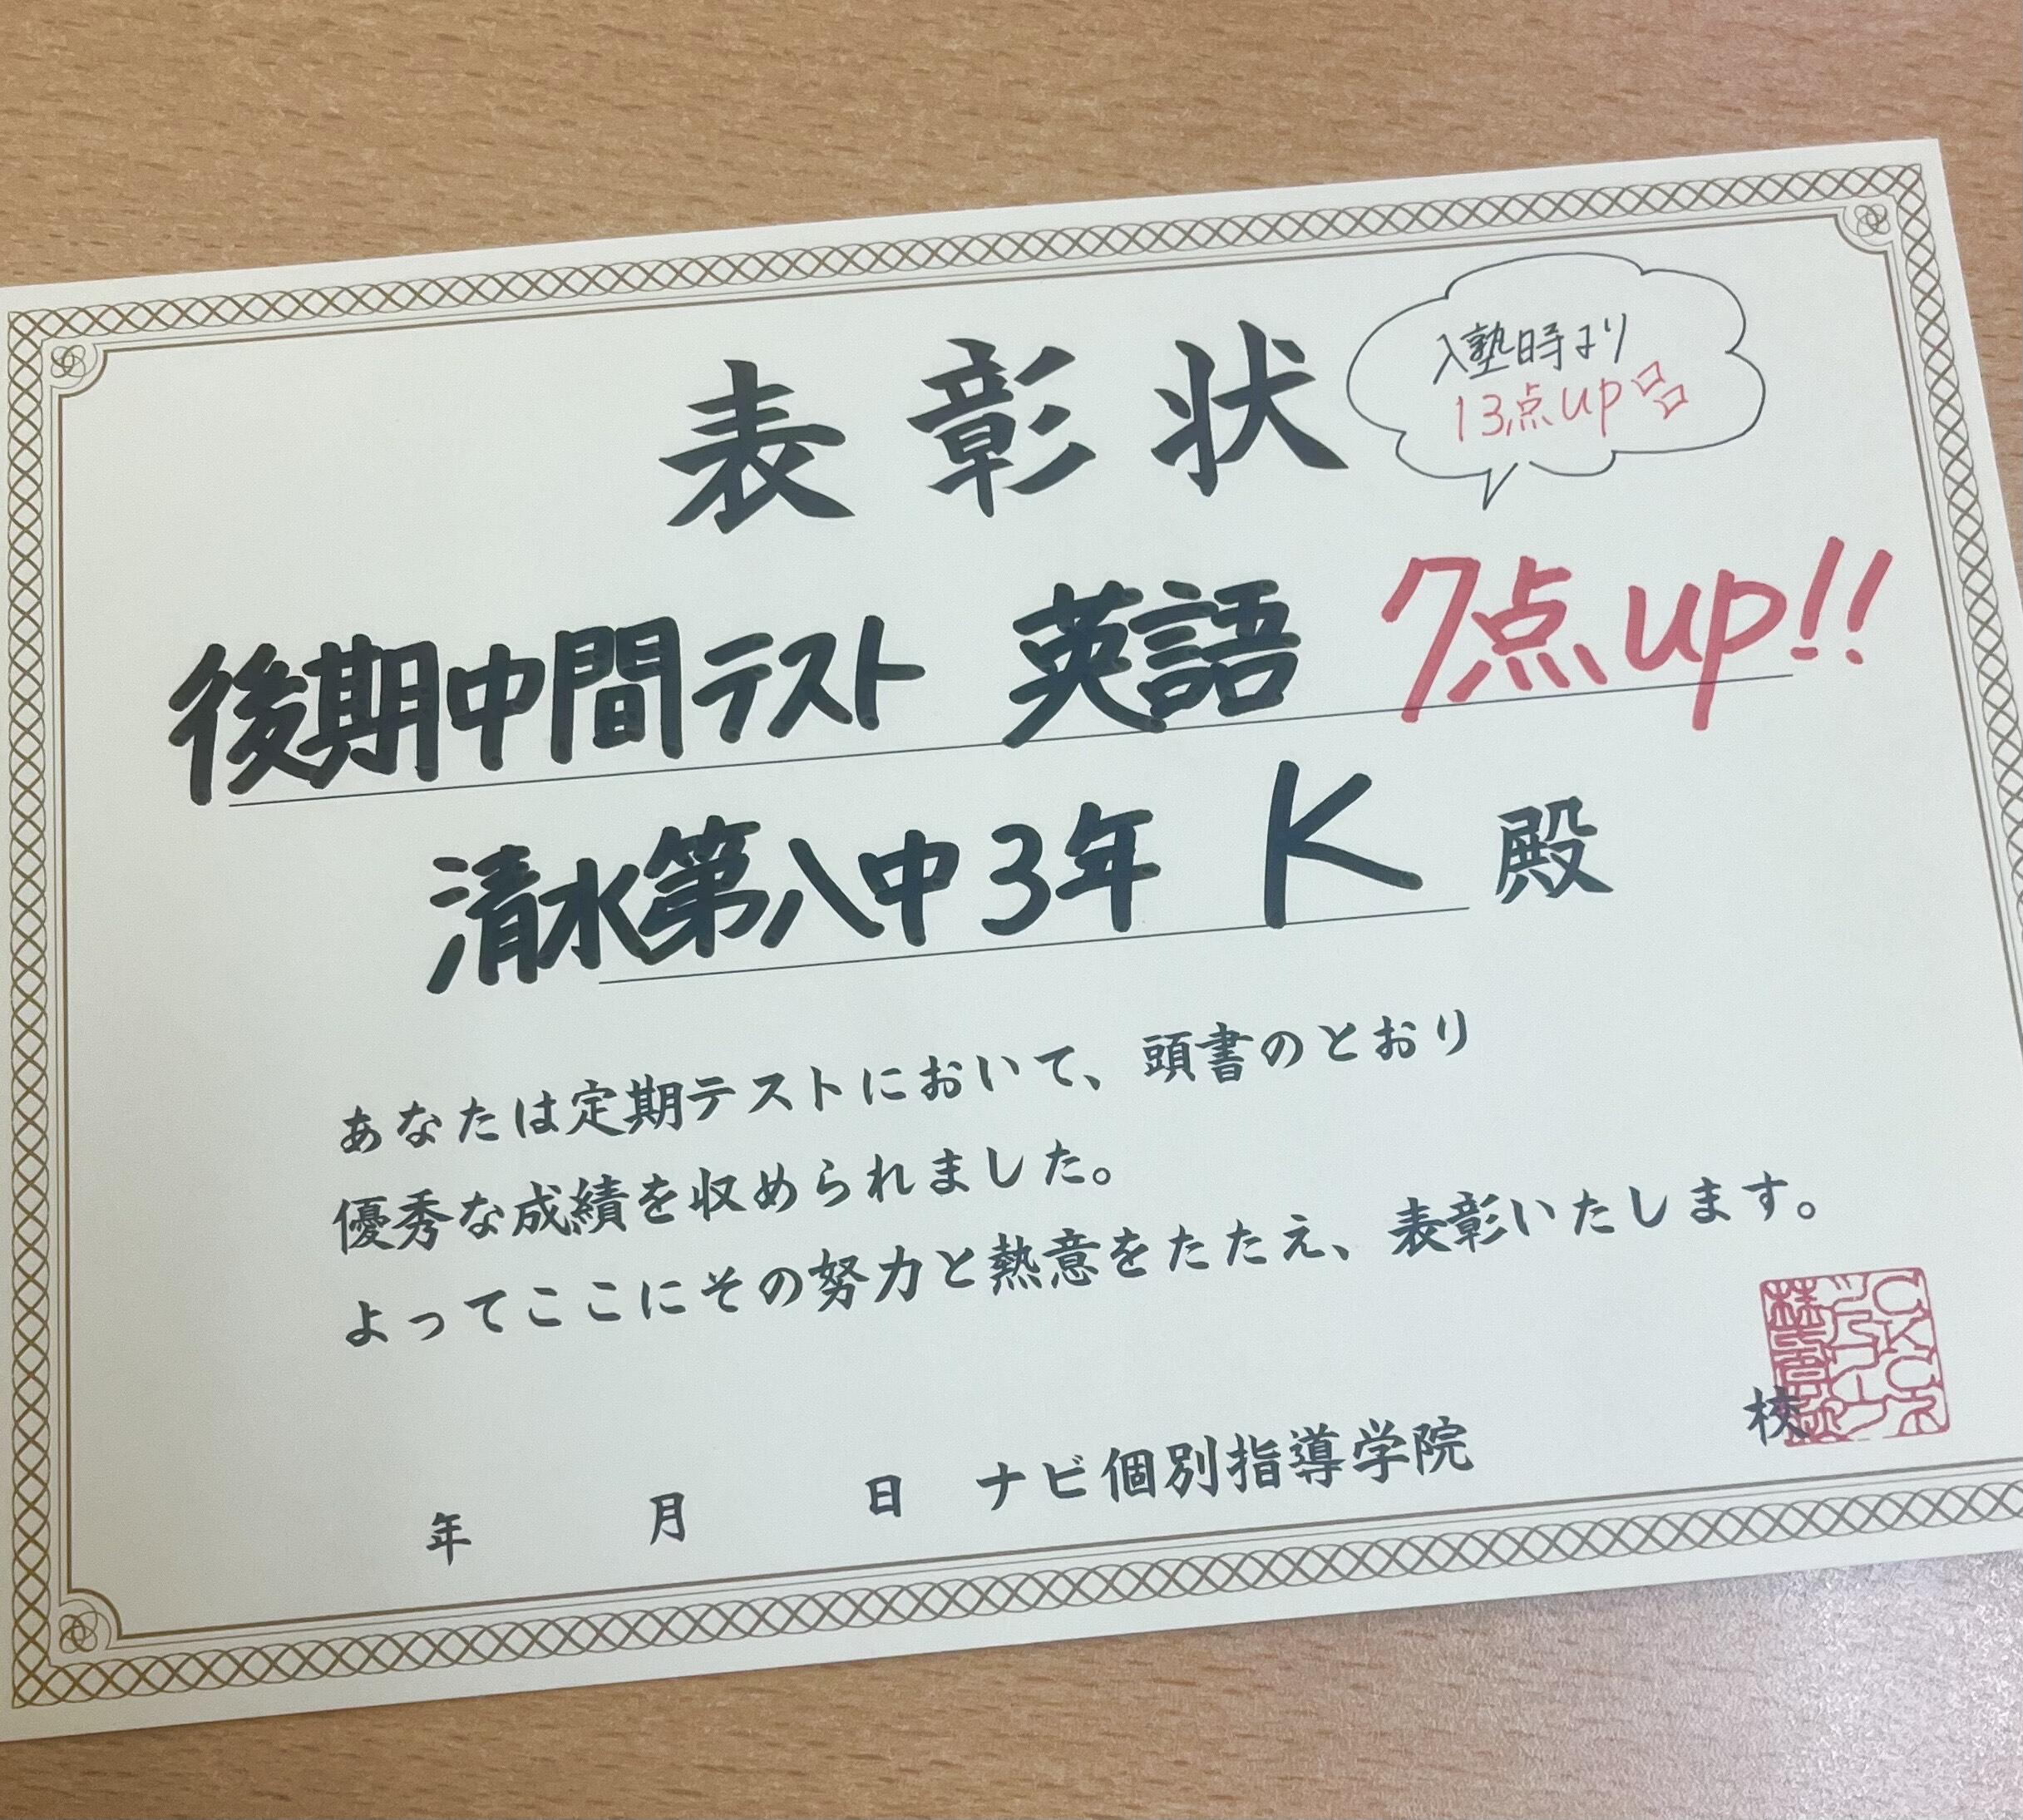 表彰状
入塾時より
13点up
後期中間テスト 英語 7点up!!
清水第八中3年 K 殿
あなたは定期テストにおいて、頭書のとおり
優秀な成績を収められました。
よってここにその努力と熱意をたたえ、表彰いたします。
年 月 日 ナビ個別指導学院 校